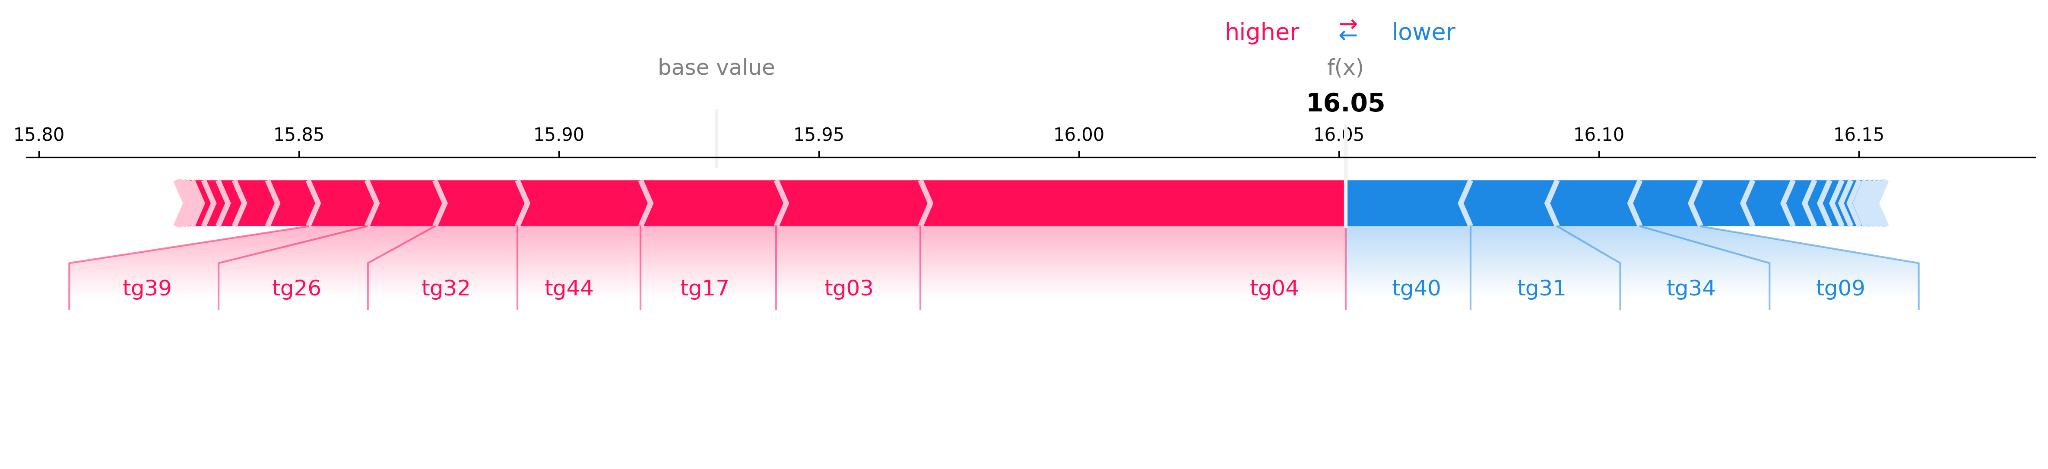 higher ⇄ lower
base value f(x)
16.05
15.80 15.85 15.90 15.95 16.00 16.05 16.10 16.15
tg39 tg26 tg32 tg44 tg17 tg03 tg04 tg40 tg31 tg34 tg09